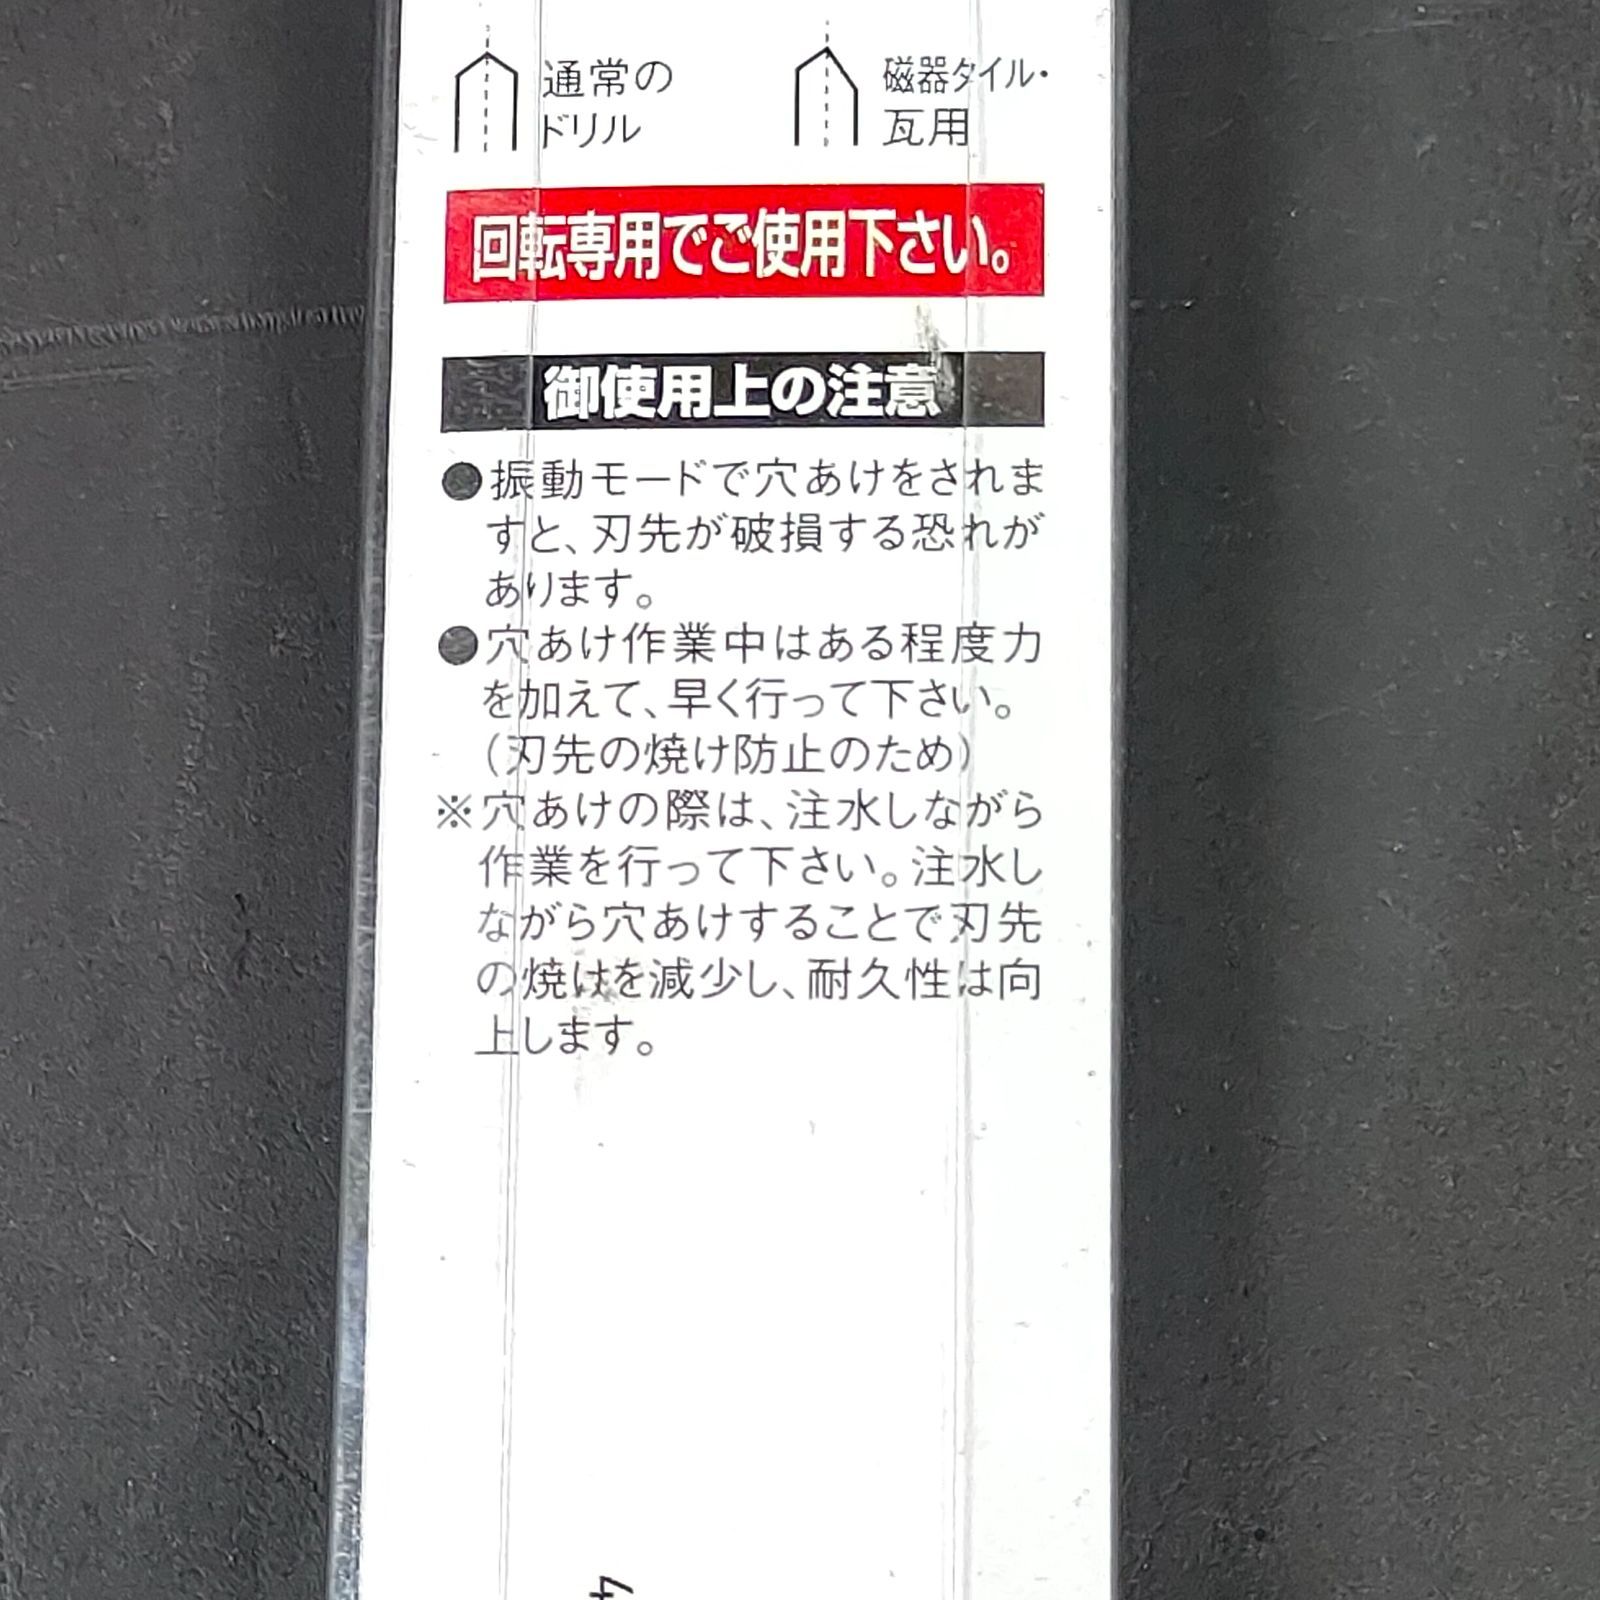 通常の
ドリル
磁器タイル・
瓦用
回転専用でご使用下さい。
御使用上の注意
●振動モードで穴あけをされま
すと、刃先が破損する恐れが
あります。
●穴あけ作業中はある程度力
を加えて、早く行って下さい。
（刃先の焼け防止のため）
※穴あけの際は、注水しながら
作業を行って下さい。注水し
ながら穴あけすることで刃先
の焼けを減少し、耐久性は向
上します。